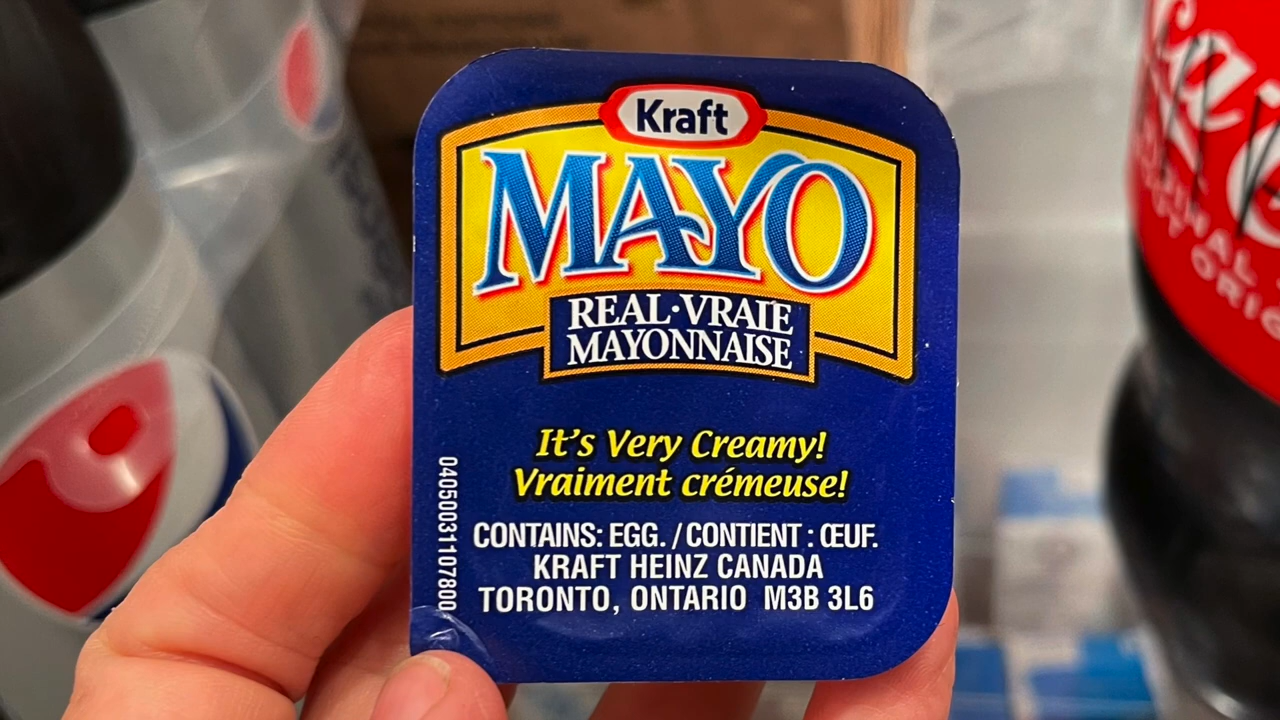 Kraft
MAYO
REAL·VRAIE
MAYONNAISE
It's Very Creamy!
Vraiment crémeuse!
CONTAINS: EGG. / CONTIENT : ŒUF.
KRAFT HEINZ CANADA
TORONTO, ONTARIO M3B 3L6
04050031107800